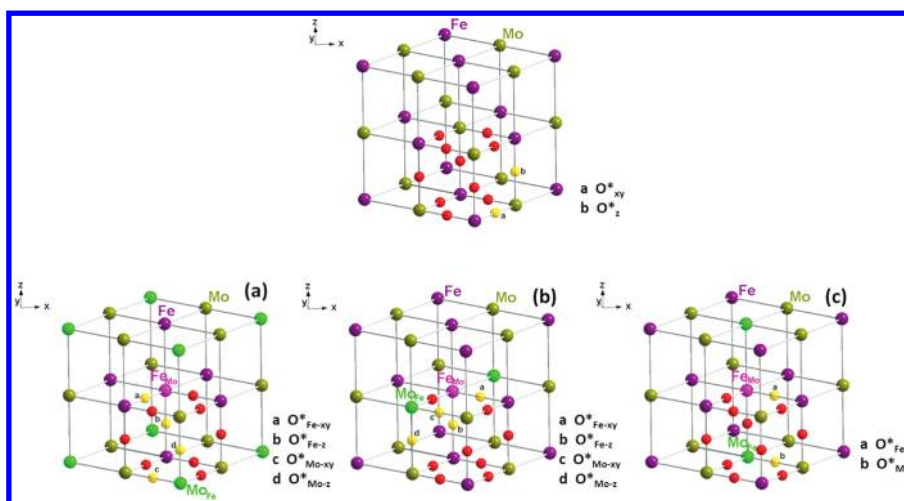 z
y x
Fe Mo
b
a
a O*xy
b O*z
z
y x
(a)
Mo
Fe
FeMo
a
b
d
c
MoFe
a O*Fe-xy
b O*Fe-z
c O*Mo-xy
d O*Mo-z
z
y x
Fe Mo
(b)
FeMo
MoFe
a
c
b
d
a O*Fe-xy
b O*Fe-z
c O*Mo-xy
d O*Mo-z
z
y x
Fe Mo
(c)
FeMo
a
b
a O*Fe
b O*M